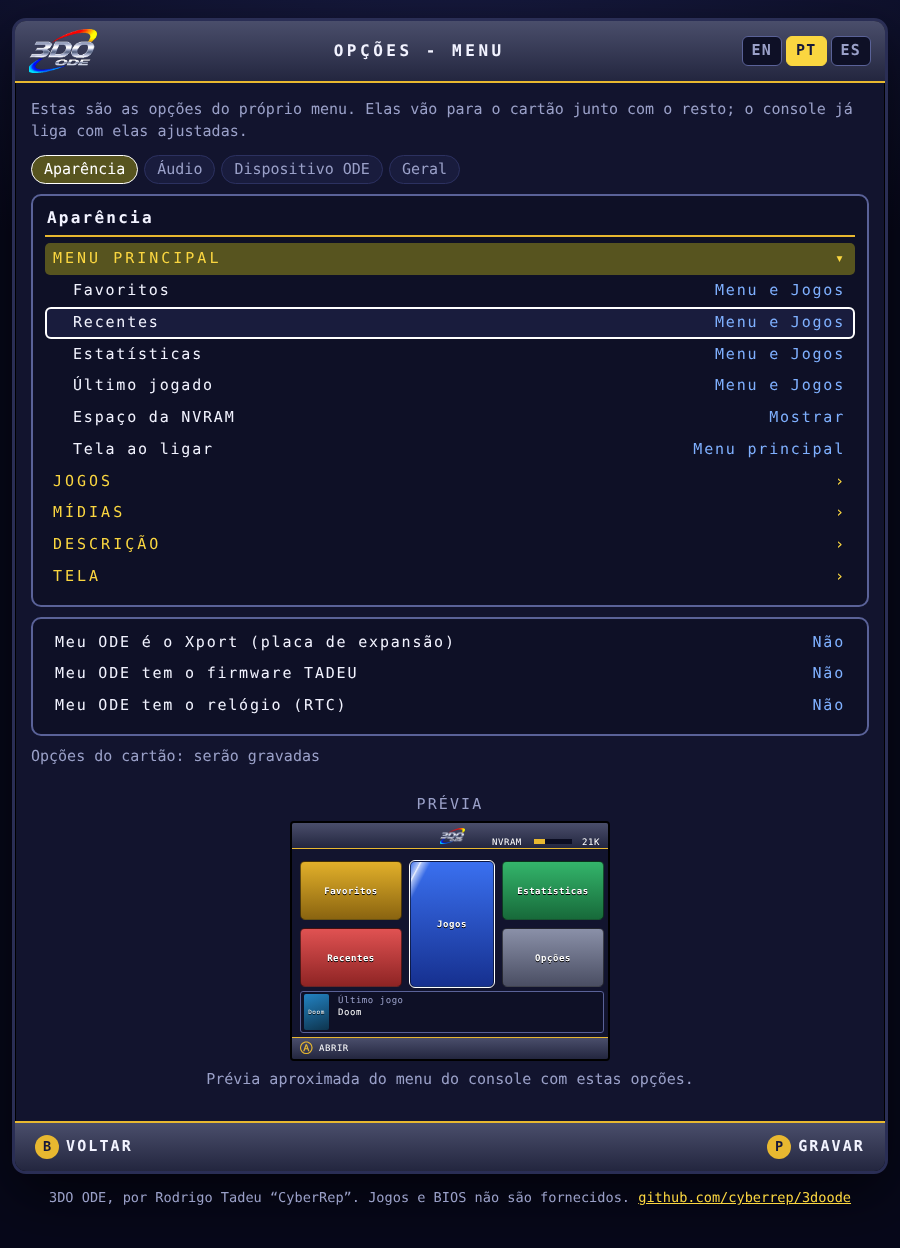 3DO ODE
OPÇÕES - MENU
EN PT ES
Estas são as opções do próprio menu. Elas vão para o cartão junto com o resto; o console já
liga com elas ajustadas.
Aparência Áudio Dispositivo ODE Geral
Aparência
MENU PRINCIPAL ▾
Favoritos Menu e Jogos
Recentes Menu e Jogos
Estatísticas Menu e Jogos
Último jogado Menu e Jogos
Espaço da NVRAM Mostrar
Tela ao ligar Menu principal
JOGOS ›
MÍDIAS ›
DESCRIÇÃO ›
TELA ›
Meu ODE é o Xport (placa de expansão) Não
Meu ODE tem o firmware TADEU Não
Meu ODE tem o relógio (RTC) Não
Opções do cartão: serão gravadas
PRÉVIA
3DO ODE NVRAM 21K
Favoritos Jogos Estatísticas
Recentes Opções
Último jogo
Doom Doom
A ABRIR
Prévia aproximada do menu do console com estas opções.
B VOLTAR P GRAVAR
3DO ODE, por Rodrigo Tadeu “CyberRep”. Jogos e BIOS não são fornecidos. github.com/cyberrep/3doode